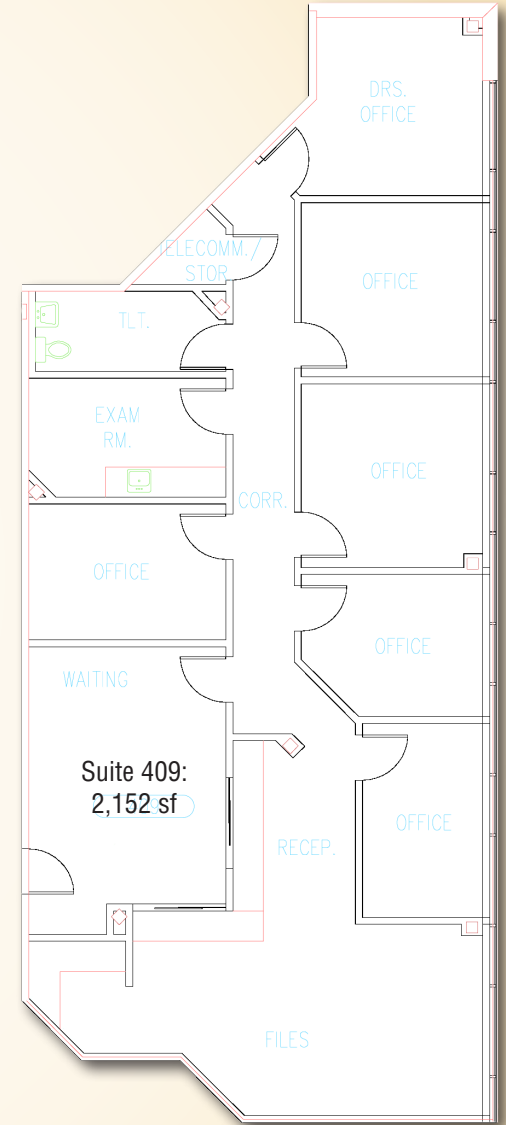 DRS.
OFFICE
ELECOMM./
STOR
OFFICE
TLT.
EXAM
RM.
OFFICE
CORR.
OFFICE
OFFICE
WAITING
Suite 409:
2,152 sf
OFFICE
RECEP.
FILES